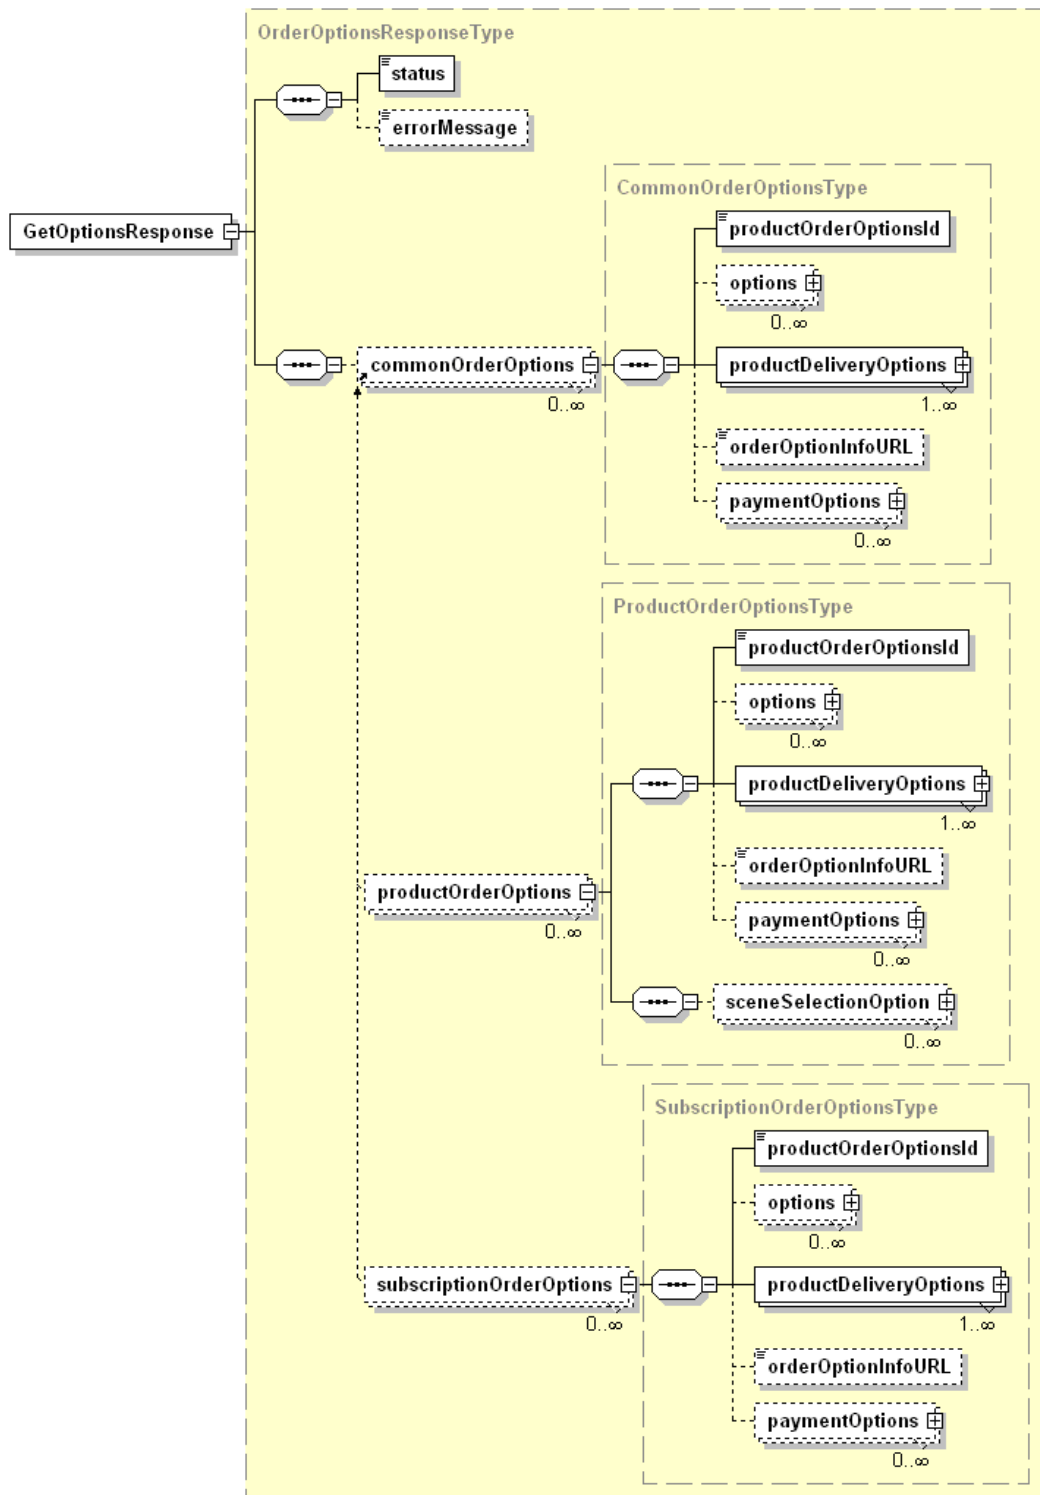 OrderOptionsResponseType
status
errorMessage
GetOptionsResponse
CommonOrderOptionsType
productOrderOptionsId
options
0..∞
commonOrderOptions
0..∞
productDeliveryOptions
1..∞
orderOptionInfoURL
paymentOptions
0..∞
ProductOrderOptionsType
productOrderOptionsId
options
0..∞
productDeliveryOptions
1..∞
orderOptionInfoURL
productOrderOptions
0..∞
paymentOptions
0..∞
sceneSelectionOption
0..∞
SubscriptionOrderOptionsType
productOrderOptionsId
options
0..∞
subscriptionOrderOptions
0..∞
productDeliveryOptions
1..∞
orderOptionInfoURL
paymentOptions
0..∞